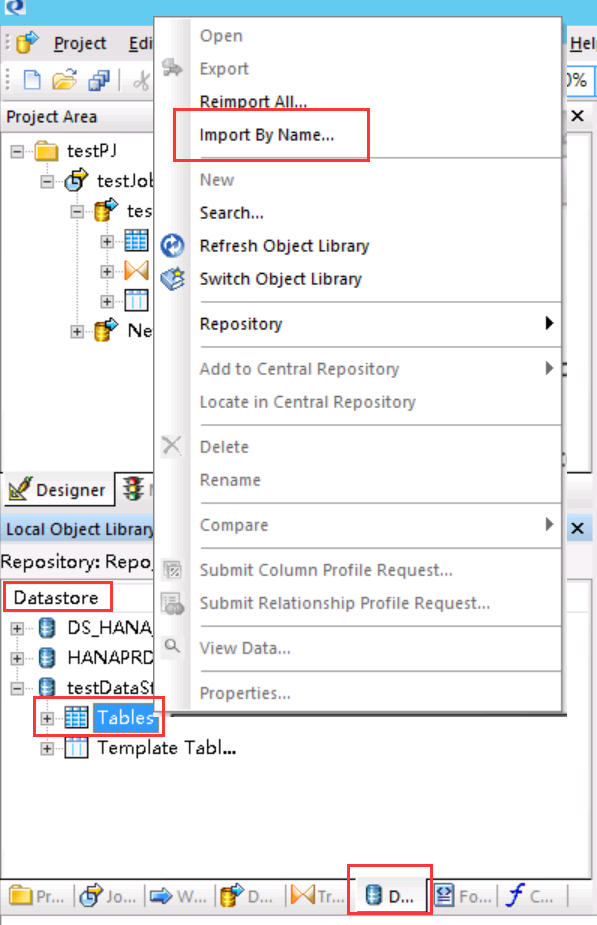 Project Edi
Hel
0%
Project Area
testPJ
testJob
tes
Ne
Designer
Local Object Library
Repository: Repo
Datastore
DS_HANA_
HANAPRD
testDataSt
Tables
Template Tabl...
Pr... Jo... W... D... Tr... D... Fo... C...
Open
Export
Reimport All...
Import By Name...
New
Search...
Refresh Object Library
Switch Object Library
Repository
Add to Central Repository
Locate in Central Repository
Delete
Rename
Compare
Submit Column Profile Request...
Submit Relationship Profile Request...
View Data...
Properties...